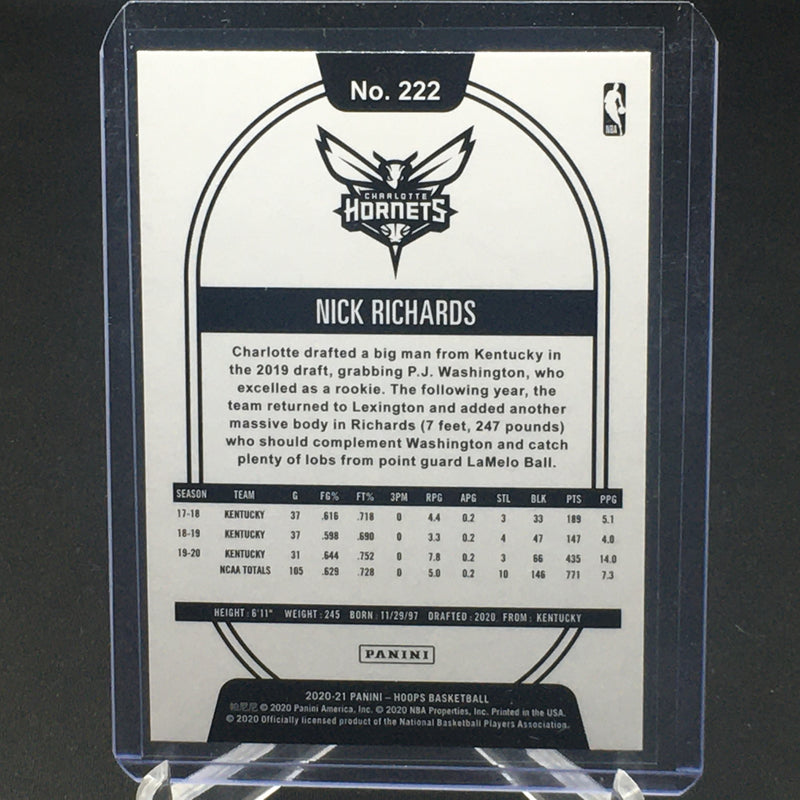 No. 222
NBA
CHARLOTTE
HORNETS
NICK RICHARDS
Charlotte drafted a big man from Kentucky in
the 2019 draft, grabbing P.J. Washington, who
excelled as a rookie. The following year, the
team returned to Lexington and added another
massive body in Richards (7 feet, 247 pounds)
who should complement Washington and catch
plenty of lobs from point guard LaMelo Ball.
SEASON TEAM G FG% FT% 3PM RPG APG STL BLK PTS PPG
17-18 KENTUCKY 37 .616 .718 0 4.4 0.2 3 33 189 5.1
18-19 KENTUCKY 37 .598 .690 0 3.3 0.2 4 47 147 4.0
19-20 KENTUCKY 31 .644 .752 0 7.8 0.2 3 66 435 14.0
NCAA TOTALS 105 .629 .728 0 5.0 0.2 10 146 771 7.3
HEIGHT: 6'11" WEIGHT: 245 BORN: 11/29/97 DRAFTED: 2020 FROM: KENTUCKY
PANINI
2020-21 PANINI – HOOPS BASKETBALL
帕尼尼 © 2020 Panini America, Inc. © 2020 NBA Properties, Inc. Printed in the USA.
© 2020 Officially licensed product of the National Basketball Players Association.